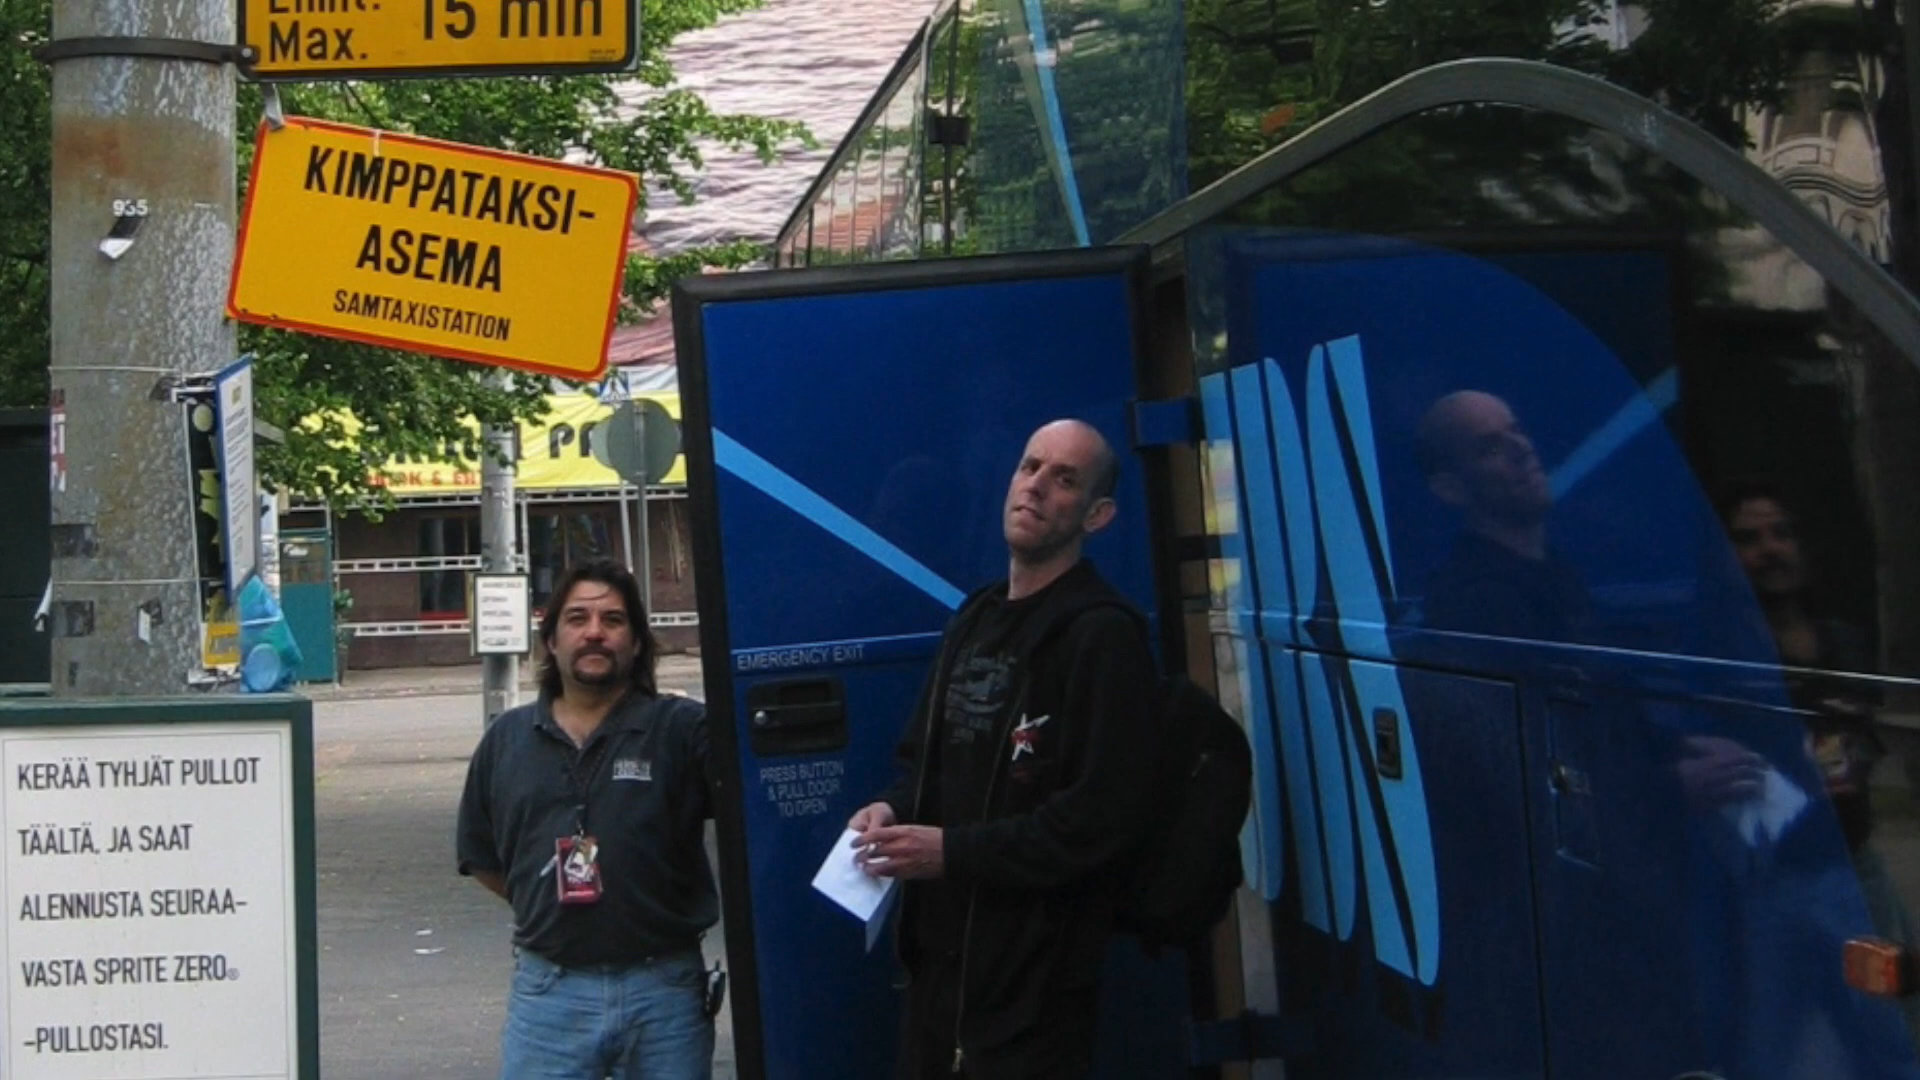 Max.
15 min
935
KIMPPATAKSI-
ASEMA
SAMTAXISTATION
EMERGENCY EXIT
PRESS BUTTON
& PULL DOOR
TO OPEN
KERÄÄ TYHJÄT PULLOT
TÄÄLTÄ, JA SAAT
ALENNUSTA SEURAA-
VASTA SPRITE ZERO®
-PULLOSTASI.